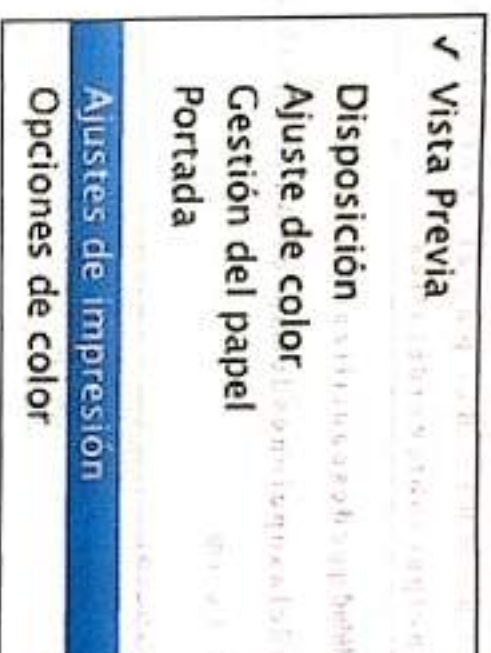 ✓ Vista Previa
Disposición
Ajuste de color
Gestión del papel
Portada
Ajustes de impresión
Opciones de color